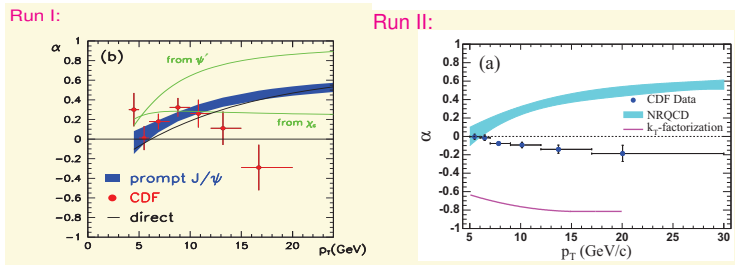 Run I:
α
1
0.8
0.6
0.4
0.2
0
−0.2
−0.4
−0.6
−0.8
−1
(b)
from ψ′
from χc
prompt J/ψ
CDF
direct
0 5 10 15 20
pT(GeV)
Run II:
α
1
0.8
0.6
0.4
0.2
0
-0.2
-0.4
-0.6
-0.8
-1
(a)
CDF Data
NRQCD
kT-factorization
5 10 15 20 25 30
pT (GeV/c)